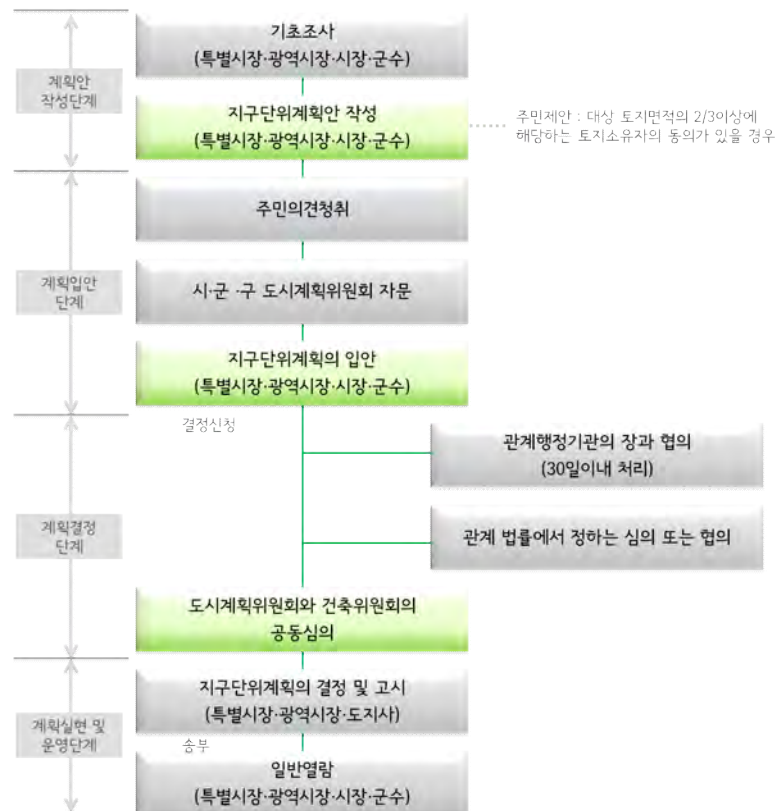 기초조사
(특별시장·광역시장·시장·군수)
계획안
작성단계
지구단위계획안 작성
(특별시장·광역시장·시장·군수)
주민제안 : 대상 토지면적의 2/3이상에
해당하는 토지소유자의 동의가 있을 경우
주민의견청취
계획입안
단계
시·군 ·구 도시계획위원회 자문
지구단위계획의 입안
(특별시장·광역시장·시장·군수)
결정신청
관계행정기관의 장과 협의
(30일이내 처리)
계획결정
단계
관계 법률에서 정하는 심의 또는 협의
도시계획위원회와 건축위원회의
공동심의
지구단위계획의 결정 및 고시
(특별시장·광역시장·도지사)
계획실현 및
운영단계
송부
일반열람
(특별시장·광역시장·시장·군수)